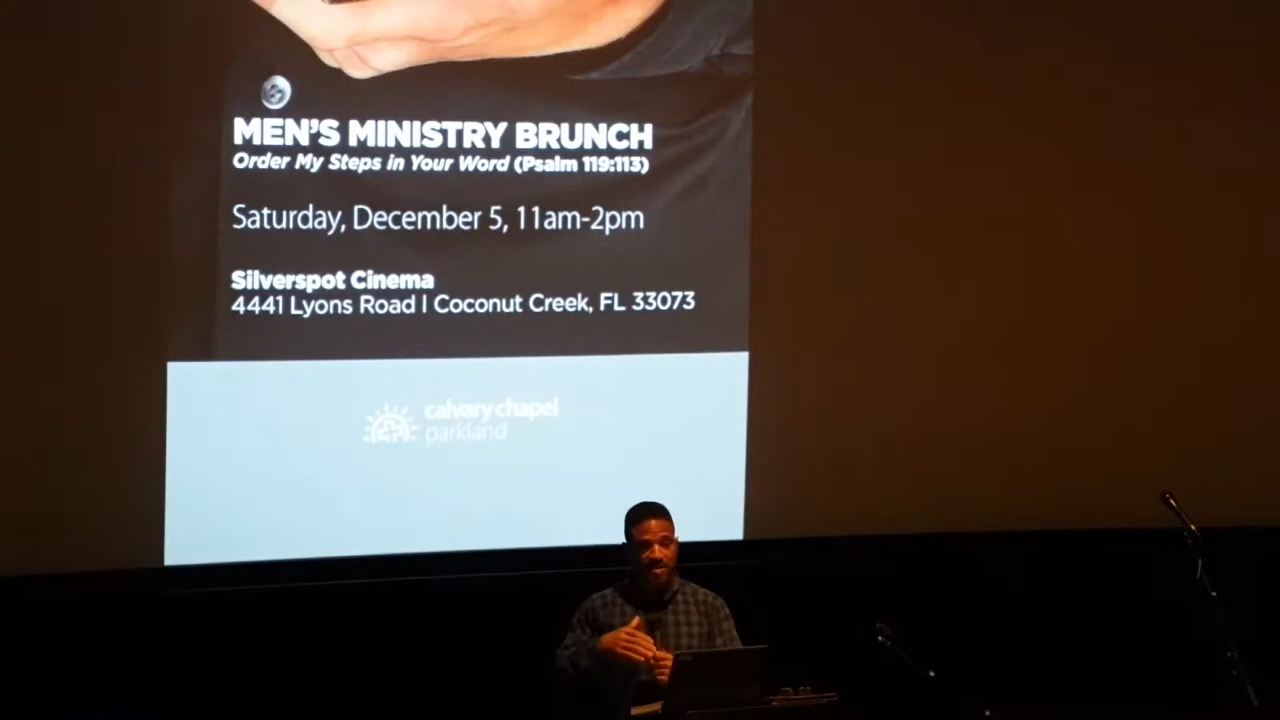 MEN'S MINISTRY BRUNCH
Order My Steps in Your Word (Psalm 119:113)
Saturday, December 5, 11am-2pm
Silverspot Cinema
4441 Lyons Road | Coconut Creek, FL 33073
calvary chapel
parkland